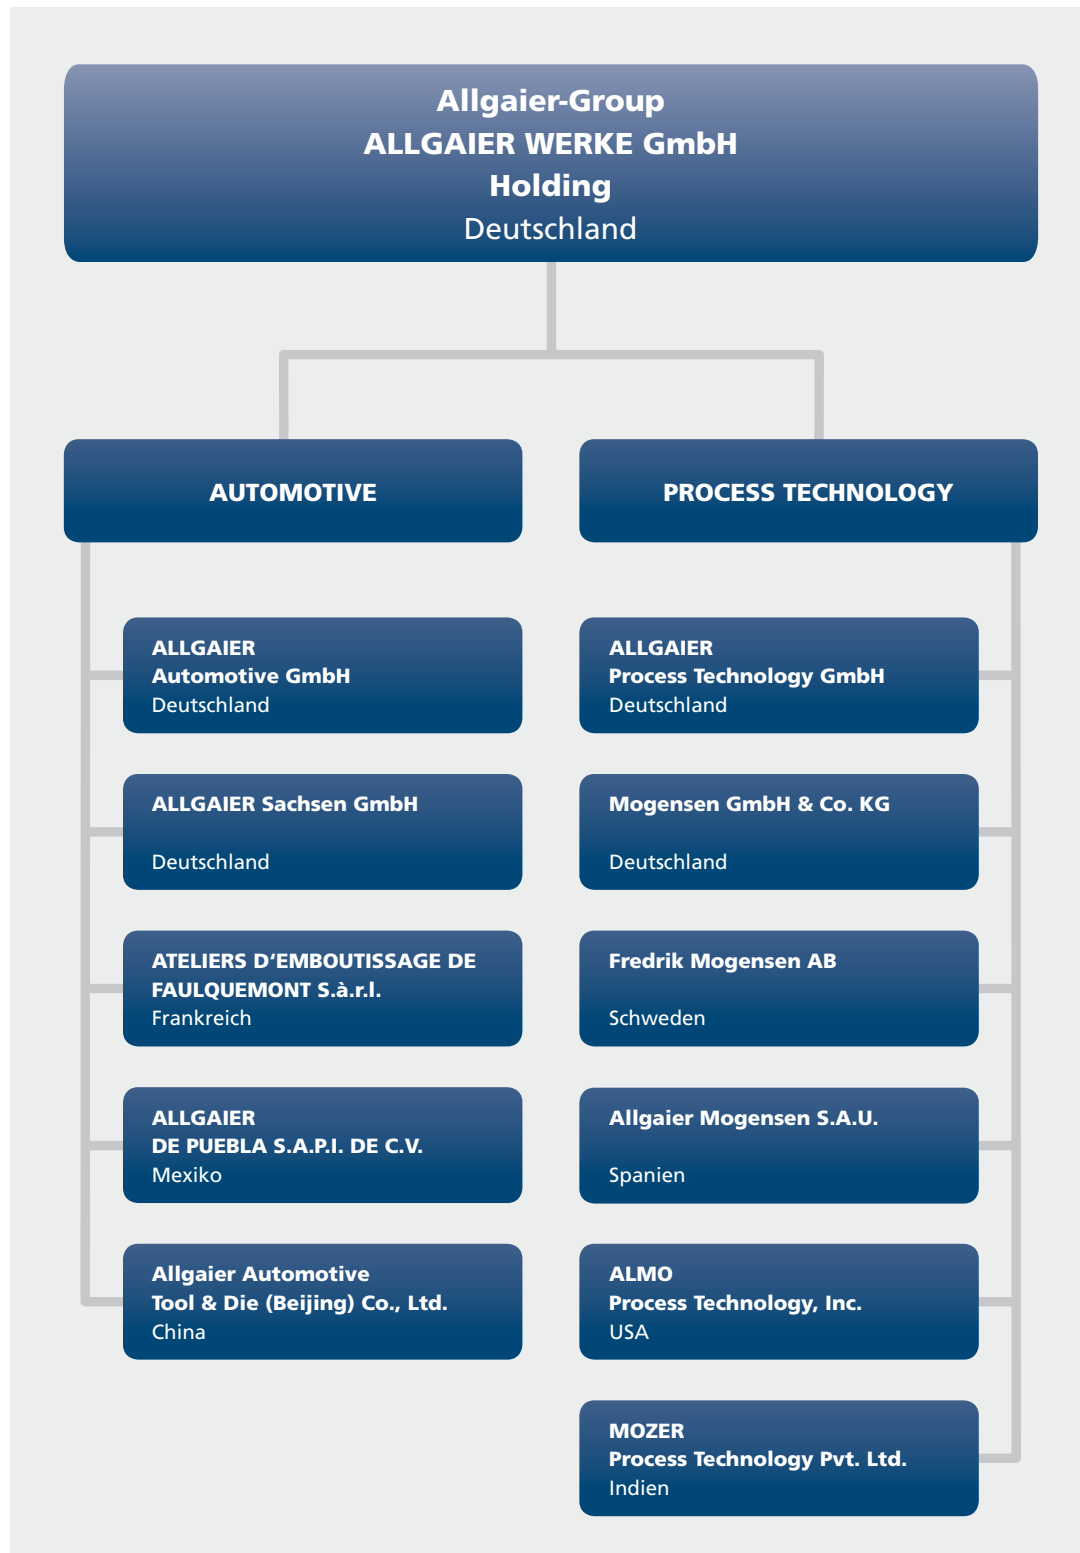 Allgaier-Group
ALLGAIER WERKE GmbH
Holding
Deutschland
AUTOMOTIVE
ALLGAIER
Automotive GmbH
Deutschland
ALLGAIER Sachsen GmbH
Deutschland
ATELIERS D‘EMBOUTISSAGE DE
FAULQUEMONT S.à.r.l.
Frankreich
ALLGAIER
DE PUEBLA S.A.P.I. DE C.V.
Mexiko
Allgaier Automotive
Tool & Die (Beijing) Co., Ltd.
China
PROCESS TECHNOLOGY
ALLGAIER
Process Technology GmbH
Deutschland
Mogensen GmbH & Co. KG
Deutschland
Fredrik Mogensen AB
Schweden
Allgaier Mogensen S.A.U.
Spanien
ALMO
Process Technology, Inc.
USA
MOZER
Process Technology Pvt. Ltd.
Indien